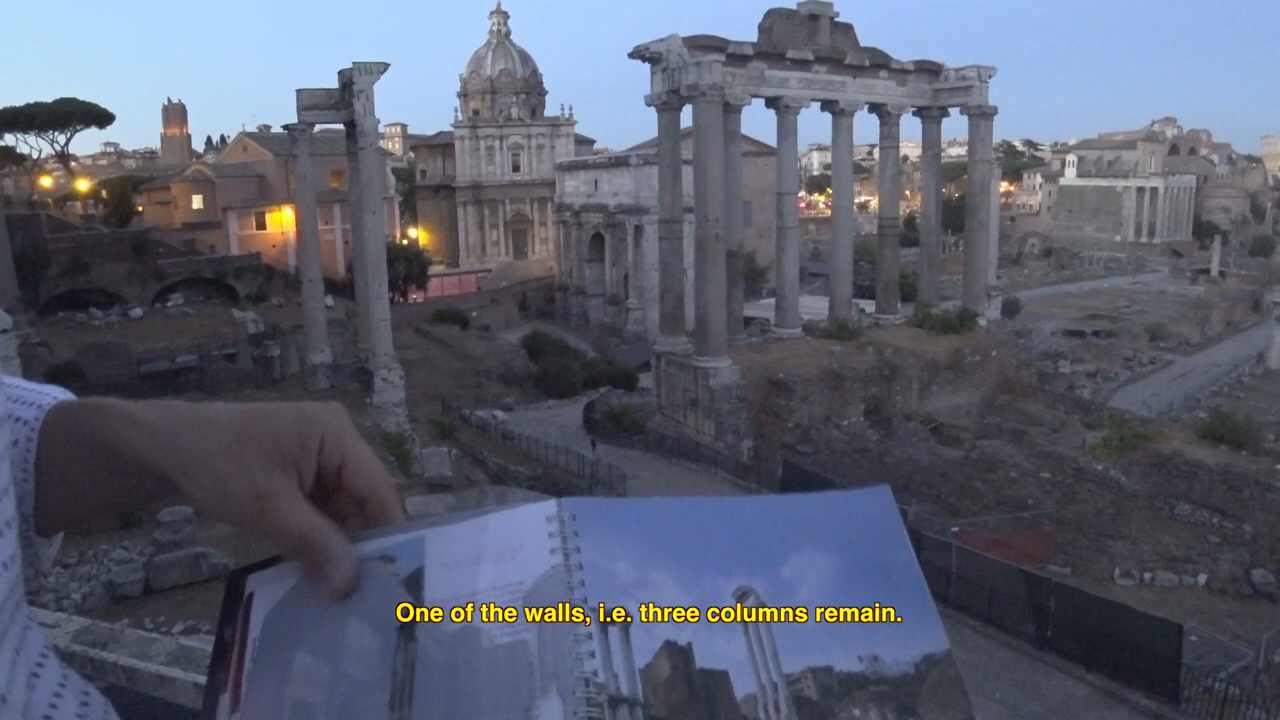 One of the walls, i.e. three columns remain.